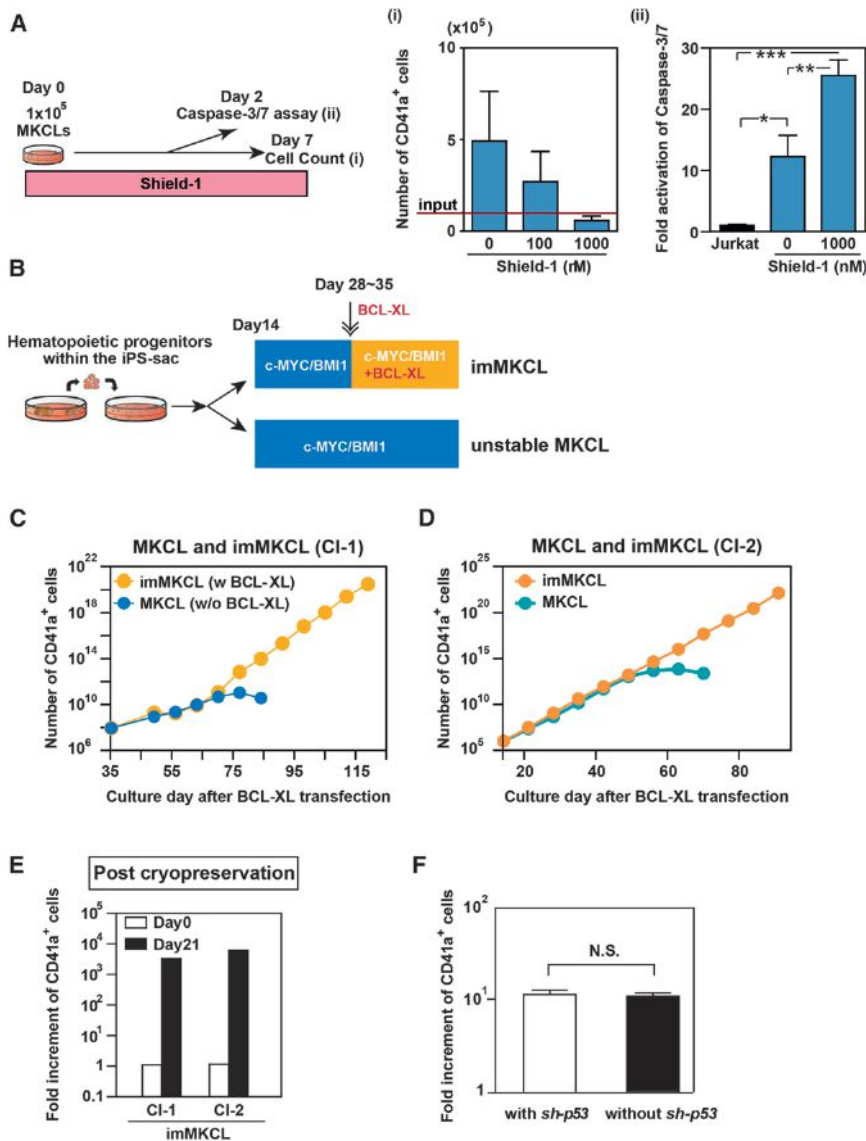 A
Day 0
1x10⁵
MKCLs
Day 2
Caspase-3/7 assay (ii)
Day 7
Cell Count (i)
Shield-1
(i)
(x10⁵)
Number of CD41a⁺ cells
10
5
input
0
0 100 1000
Shield-1 (nM)
(ii)
Fold activation of Caspase-3/7
30
20
10
0
***
**
*
Jurkat 0 1000
Shield-1 (nM)
B
Hematopoietic progenitors
within the iPS-sac
Day14
Day 28~35
BCL-XL
c-MYC/BMI1
c-MYC/BMI1
+BCL-XL
imMKCL
c-MYC/BMI1
unstable MKCL
C
MKCL and imMKCL (Cl-1)
Number of CD41a⁺ cells
10²²
10¹⁸
10¹⁴
10¹⁰
10⁶
imMKCL (w BCL-XL)
MKCL (w/o BCL-XL)
35 55 75 95 115
Culture day after BCL-XL transfection
D
MKCL and imMKCL (Cl-2)
Number of CD41a⁺ cells
10²⁵
10²⁰
10¹⁵
10¹⁰
10⁵
imMKCL
MKCL
20 40 60 80
Culture day after BCL-XL transfection
E
Post cryopreservation
Fold increment of CD41a⁺ cells
10⁵
10⁴
10³
10²
10¹
1
0.1
Day0
Day21
Cl-1 Cl-2
imMKCL
F
Fold increment of CD41a⁺ cells
10²
10¹
1
N.S.
with sh-p53 without sh-p53